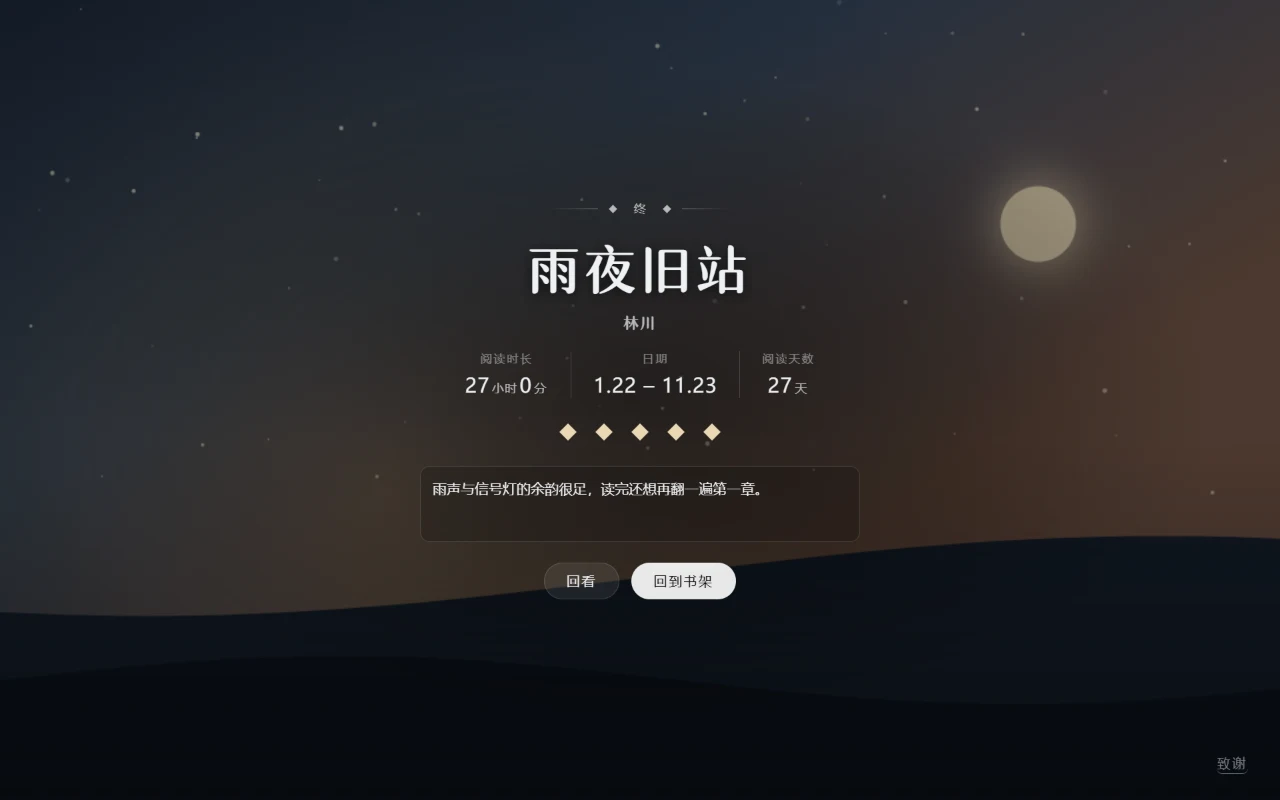 终
雨夜旧站
林川
阅读时长
27小时0分
日期
1.22 – 11.23
阅读天数
27天
雨声与信号灯的余韵很足，读完还想再翻一遍第一章。
回看
回到书架
致谢